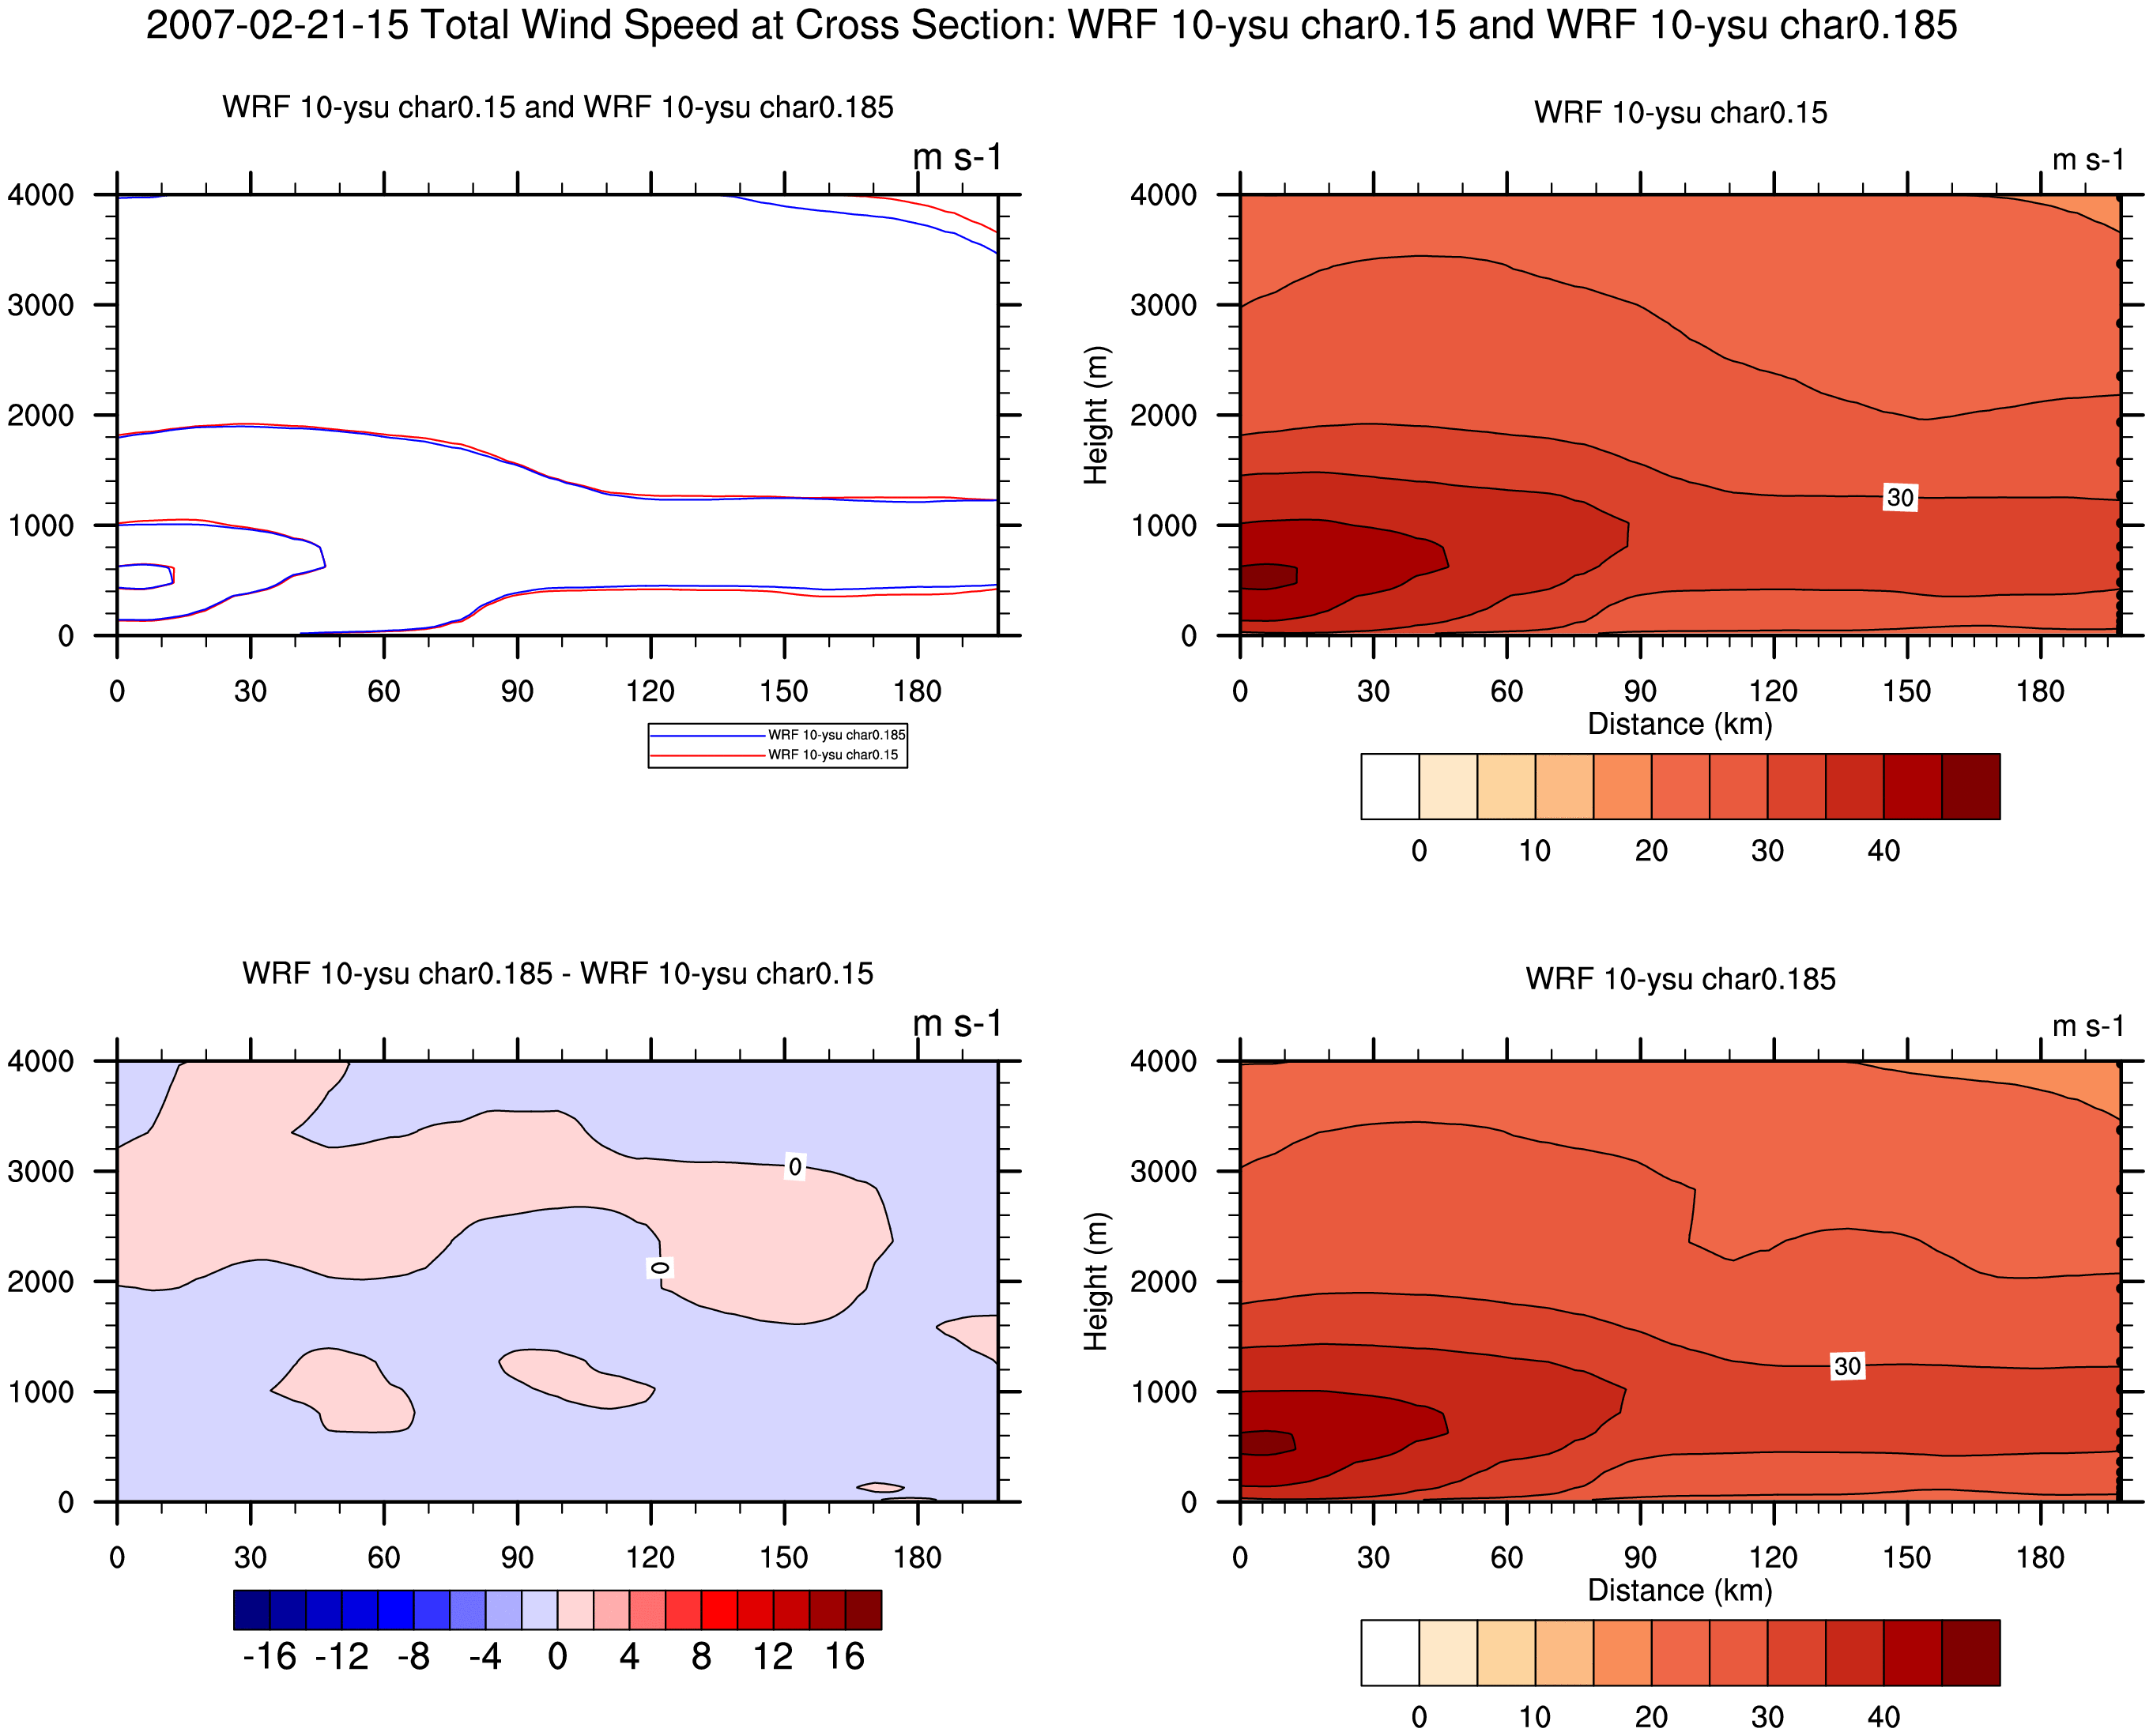 2007-02-21-15 Total Wind Speed at Cross Section: WRF 10-ysu char0.15 and WRF 10-ysu char0.185
WRF 10-ysu char0.15 and WRF 10-ysu char0.185
m s-1
4000
3000
2000
1000
0
0 30 60 90 120 150 180
WRF 10-ysu char0.185
WRF 10-ysu char0.15
WRF 10-ysu char0.15
m s-1
Height (m)
4000
3000
2000
1000
0
30
0 30 60 90 120 150 180
Distance (km)
0 10 20 30 40
WRF 10-ysu char0.185 - WRF 10-ysu char0.15
m s-1
4000
3000
2000
1000
0
0
0
0 30 60 90 120 150 180
-16 -12 -8 -4 0 4 8 12 16
WRF 10-ysu char0.185
m s-1
Height (m)
4000
3000
2000
1000
0
30
0 30 60 90 120 150 180
Distance (km)
0 10 20 30 40